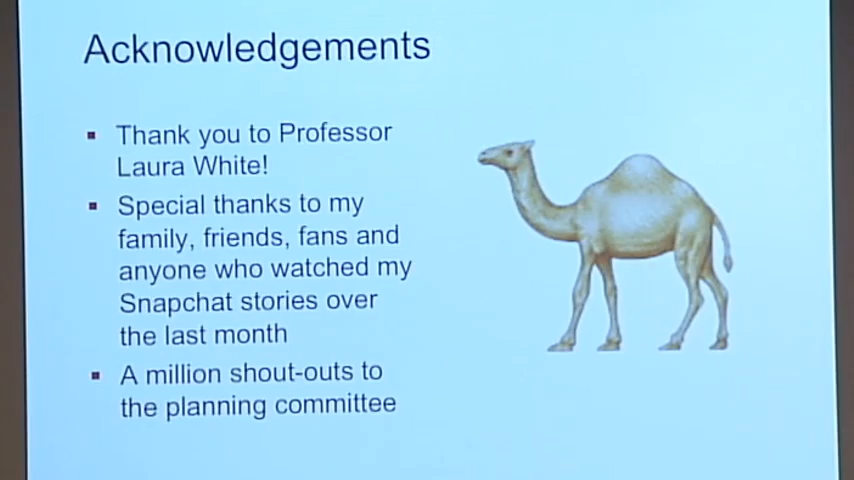 Acknowledgements
Thank you to Professor
Laura White!
Special thanks to my
family, friends, fans and
anyone who watched my
Snapchat stories over
the last month
A million shout-outs to
the planning committee